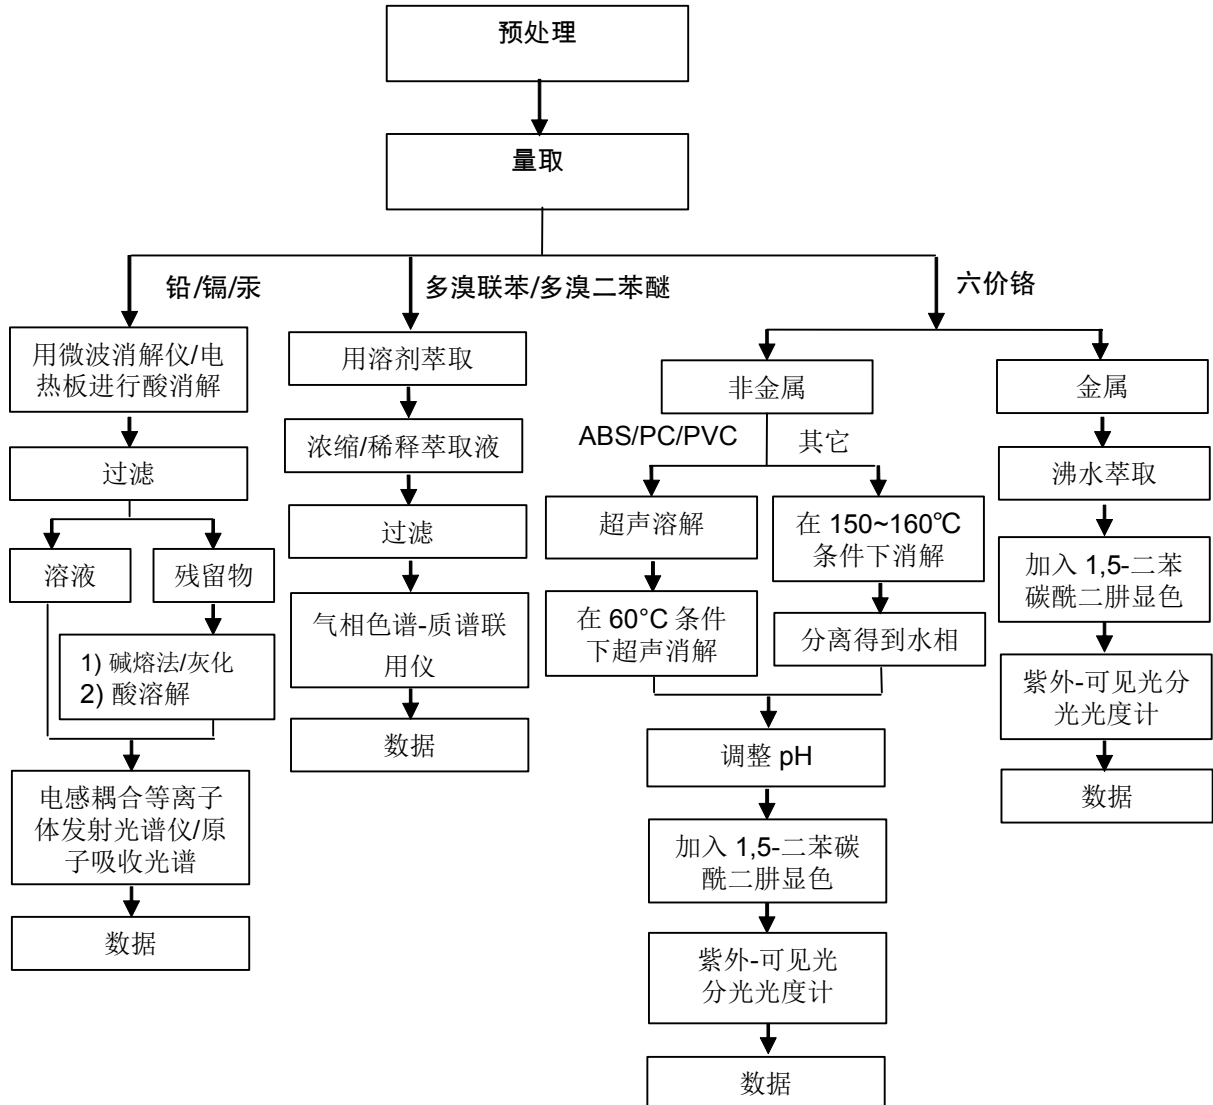 预处理
量取
铅/镉/汞
多溴联苯/多溴二苯醚
六价铬
用微波消解仪/电
热板进行酸消解
过滤
溶液
残留物
1) 碱熔法/灰化
2) 酸溶解
电感耦合等离子
体发射光谱仪/原
子吸收光谱
数据
用溶剂萃取
浓缩/稀释萃取液
过滤
气相色谱-质谱联
用仪
数据
非金属
ABS/PC/PVC
其它
超声溶解
在 60°C 条件
下超声消解
在 150~160℃
条件下消解
分离得到水相
调整 pH
加入 1,5-二苯碳
酰二肼显色
紫外-可见光
分光光度计
数据
金属
沸水萃取
加入 1,5-二苯
碳酰二肼显色
紫外-可见光分
光光度计
数据